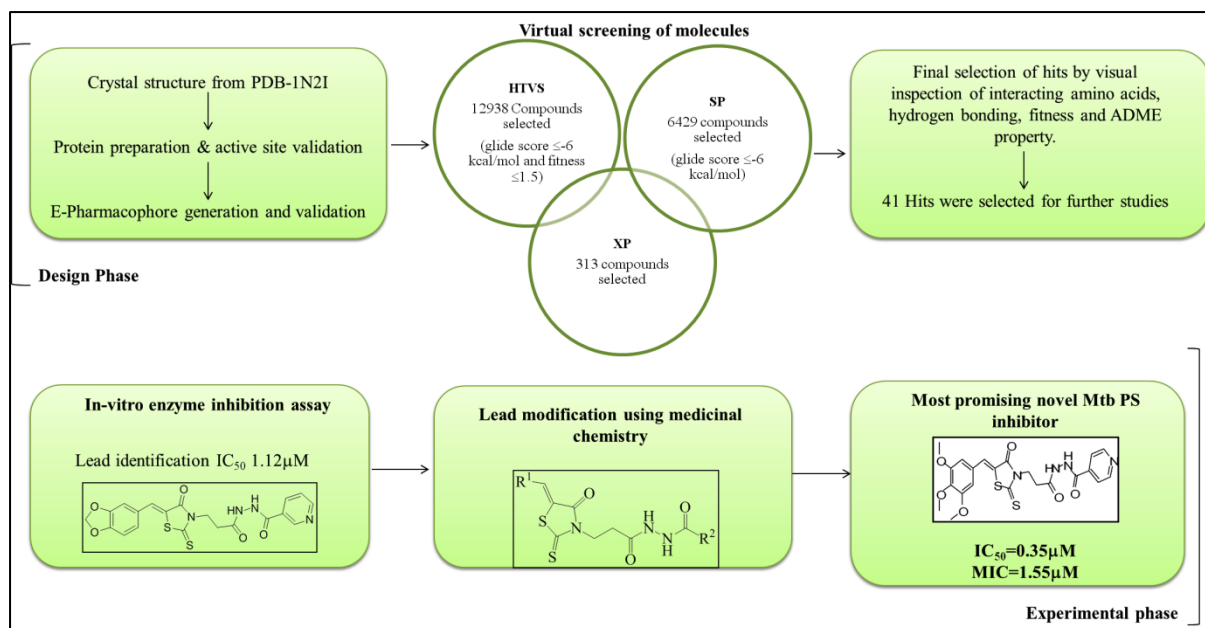 Virtual screening of molecules
Crystal structure from PDB-1N2I
Protein preparation & active site validation
E-Pharmacophore generation and validation
Design Phase
HTVS
12938 Compounds
selected
(glide score ≤-6
kcal/mol and fitness
≤1.5)
SP
6429 compounds
selected
(glide score ≤-6
kcal/mol)
XP
313 compounds
selected
Final selection of hits by visual
inspection of interacting amino acids,
hydrogen bonding, fitness and ADME
property.
41 Hits were selected for further studies
In-vitro enzyme inhibition assay
Lead identification IC₅₀ 1.12µM
O
O
O
S
N
S
O
NH
NH
O
N
Lead modification using medicinal
chemistry
R¹
O
S
N
S
O
H
N
N
H
O
R²
Most promising novel Mtb PS
inhibitor
O
O
O
O
S
N
S
O
NH
NH
O
N
IC₅₀=0.35µM
MIC=1.55µM
Experimental phase